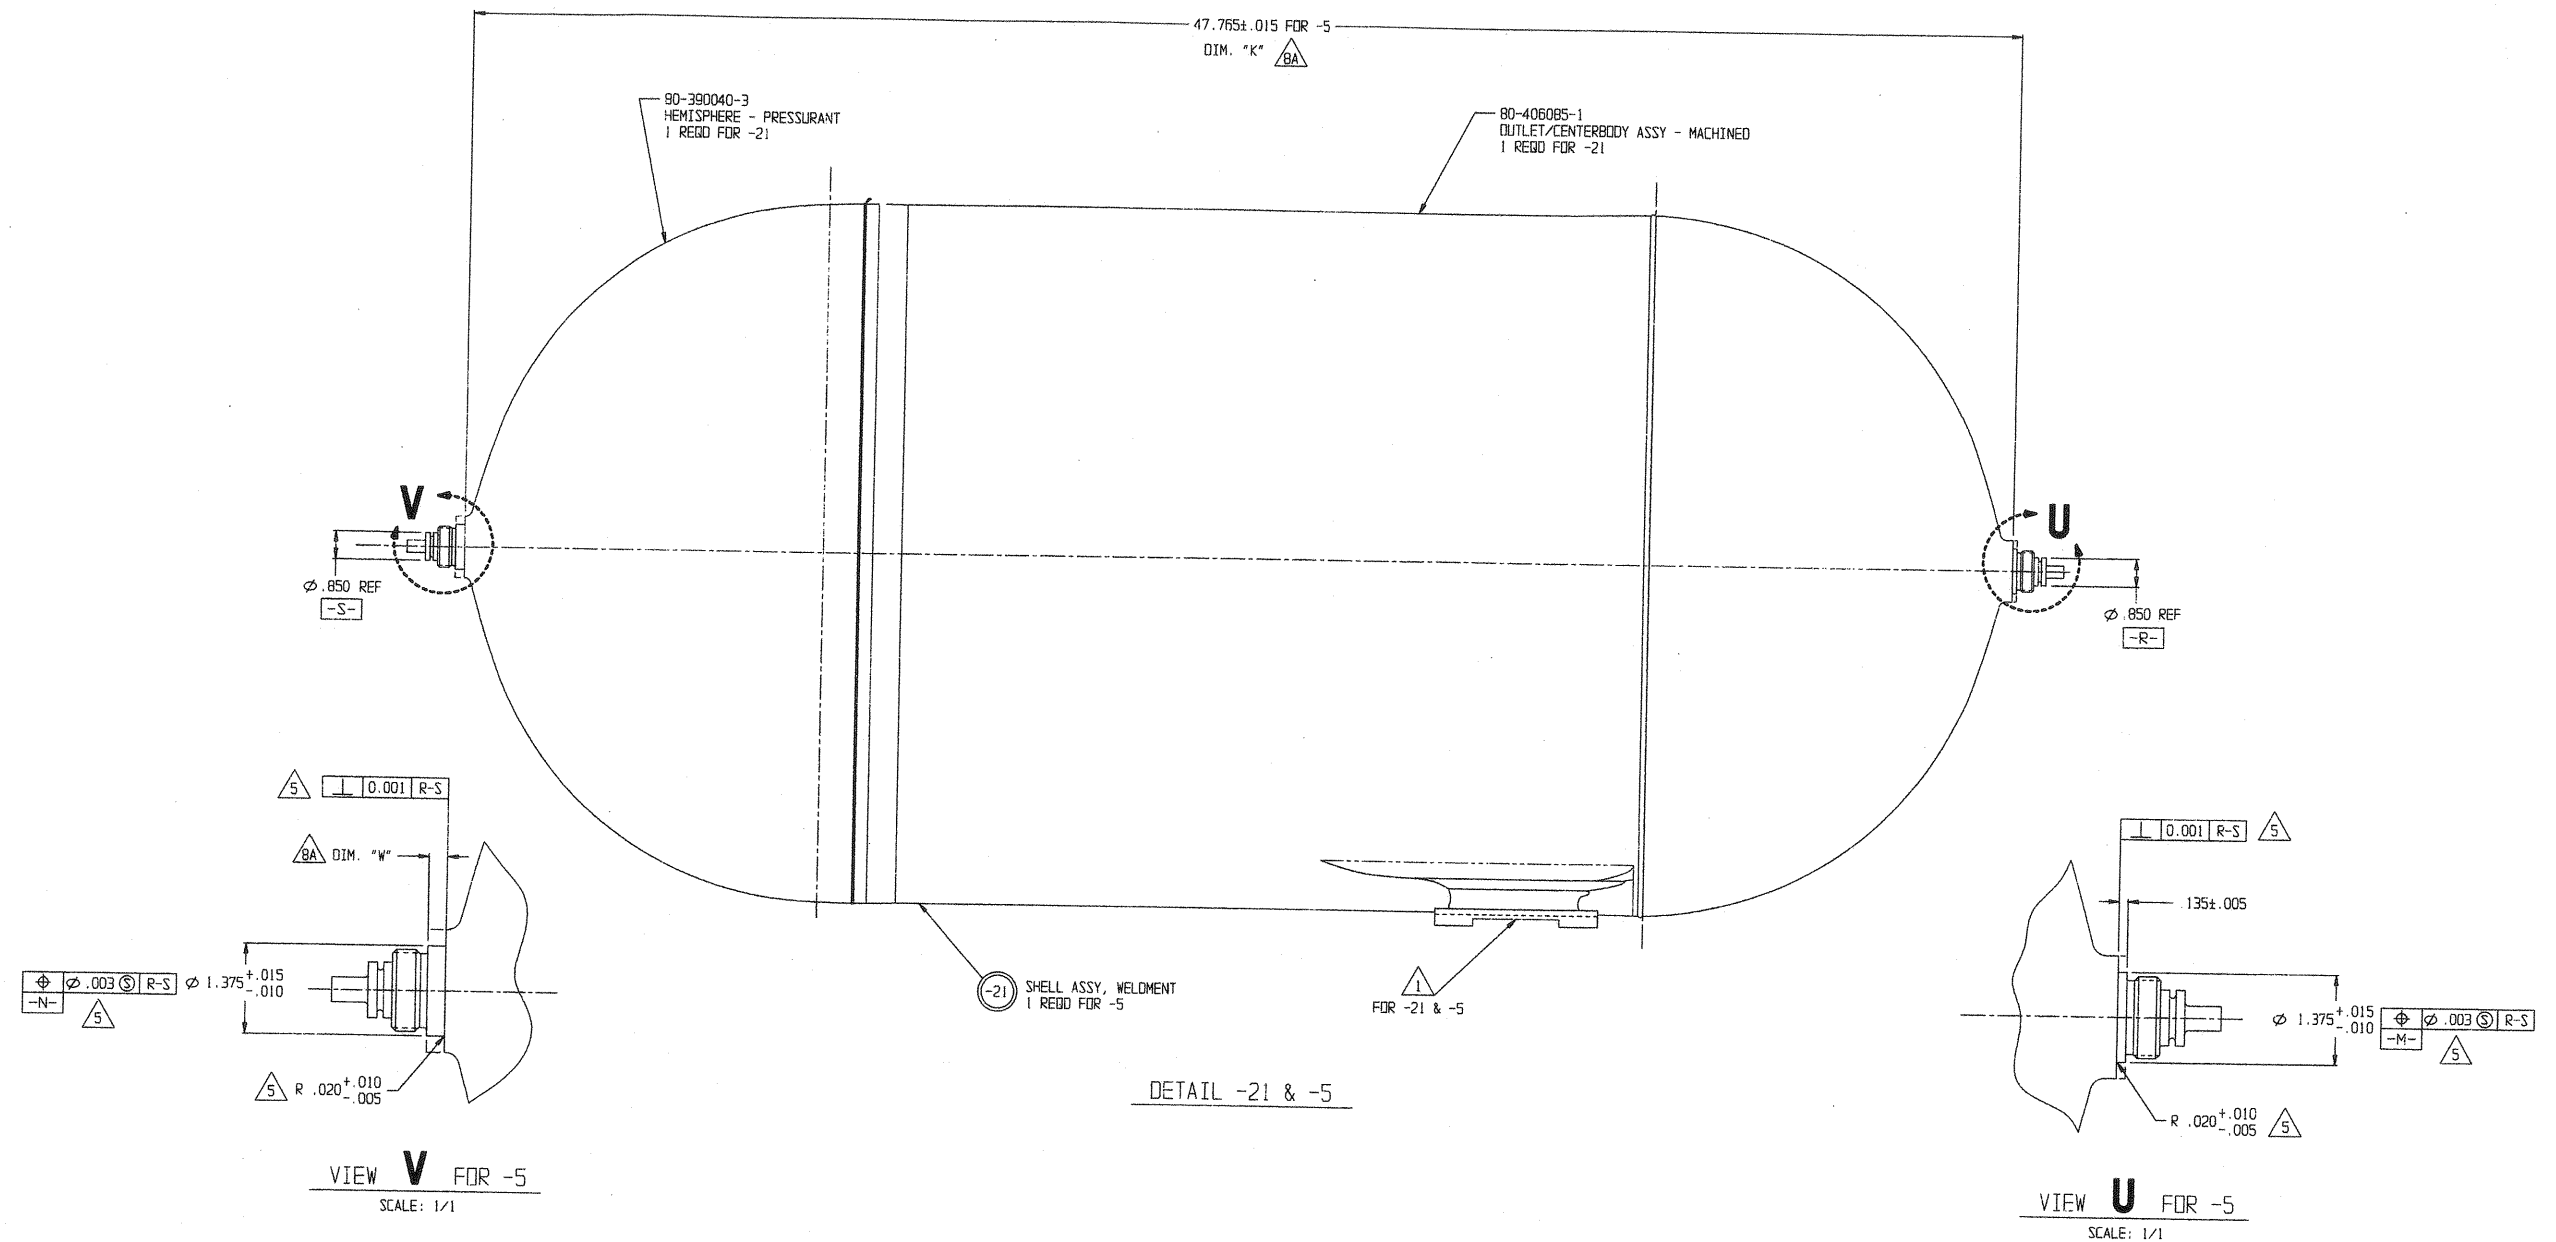 47.765±.015 FOR -5
DIM. "K" 8A
80-390040-3
HEMISPHERE - PRESSURANT
1 REQD FOR -21
80-406085-1
OUTLET/CENTERBODY ASSY - MACHINED
1 REQD FOR -21
V
Ø.850 REF
-S-
U
Ø.850 REF
-R-
5 ⊥ 0.001 R-S
8A DIM. "W"
⌖ Ø.003 Ⓢ R-S Ø 1.375 +.015 -.010
-N-
5
5 R .020 +.010 -.005
VIEW V FOR -5
SCALE: 1/1
-21 SHELL ASSY, WELDMENT
1 REQD FOR -5
1
FOR -21 & -5
DETAIL -21 & -5
⊥ 0.001 R-S 5
.135±.005
Ø 1.375 +.015 -.010 ⌖ Ø.003 Ⓢ R-S
-M-
5
R .020 +.010 -.005 5
VIEW U FOR -5
SCALE: 1/1